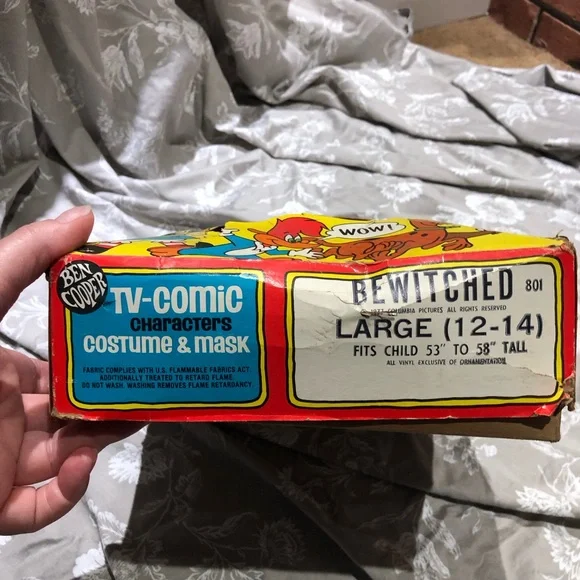 WOW!
BEN
COOPER
TV-COMIC
CHARACTERS
COSTUME & MASK
FABRIC COMPLIES WITH U.S. FLAMMABLE FABRICS ACT
ADDITIONALLY TREATED TO RETARD FLAME.
DO NOT WASH. WASHING REMOVES FLAME RETARDANCY.
BEWITCHED 801
COLUMBIA PICTURES ALL RIGHTS RESERVED
LARGE (12-14)
FITS CHILD 53" TO 58" TALL
ALL VINYL EXCLUSIVE OF ORNAMENTATION